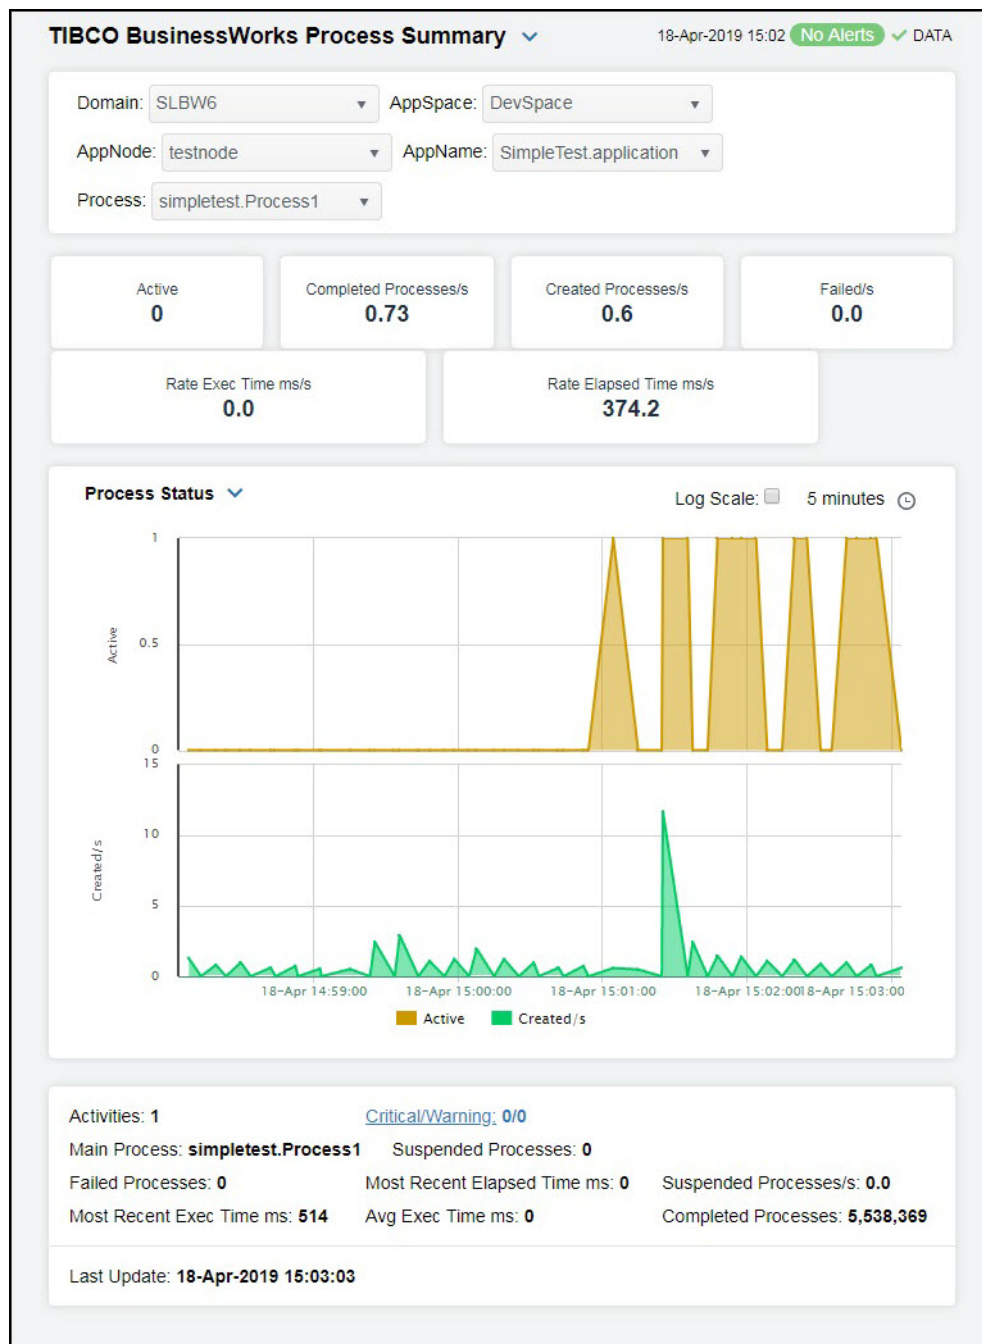 TIBCO BusinessWorks Process Summary 18-Apr-2019 15:02 No Alerts DATA
Domain: SLBW6 AppSpace: DevSpace
AppNode: testnode AppName: SimpleTest.application
Process: simpletest.Process1
Active Completed Processes/s Created Processes/s Failed/s
0 0.73 0.6 0.0
Rate Exec Time ms/s Rate Elapsed Time ms/s
0.0 374.2
Process Status Log Scale: 5 minutes
1
Active
0.5
0
15
10
Created/s
5
0
18-Apr 14:59:00 18-Apr 15:00:00 18-Apr 15:01:00 18-Apr 15:02:00 18-Apr 15:03:00
Active Created/s
Activities: 1 Critical/Warning: 0/0
Main Process: simpletest.Process1 Suspended Processes: 0
Failed Processes: 0 Most Recent Elapsed Time ms: 0 Suspended Processes/s: 0.0
Most Recent Exec Time ms: 514 Avg Exec Time ms: 0 Completed Processes: 5,538,369
Last Update: 18-Apr-2019 15:03:03